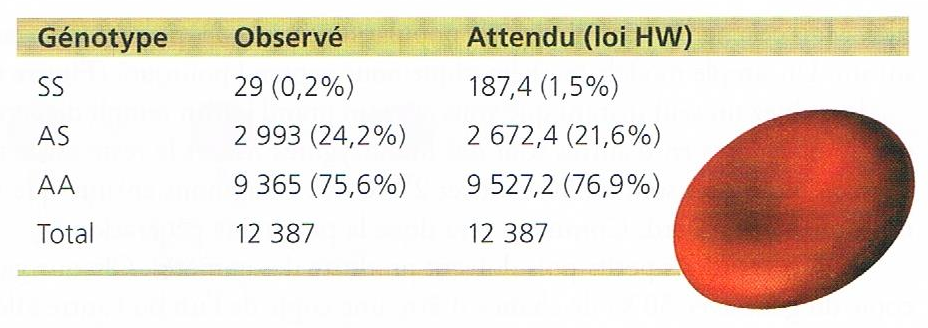 Génotype Observé Attendu (loi HW)
SS 29 (0,2%) 187,4 (1,5%)
AS 2 993 (24,2%) 2 672,4 (21,6%)
AA 9 365 (75,6%) 9 527,2 (76,9%)
Total 12 387 12 387